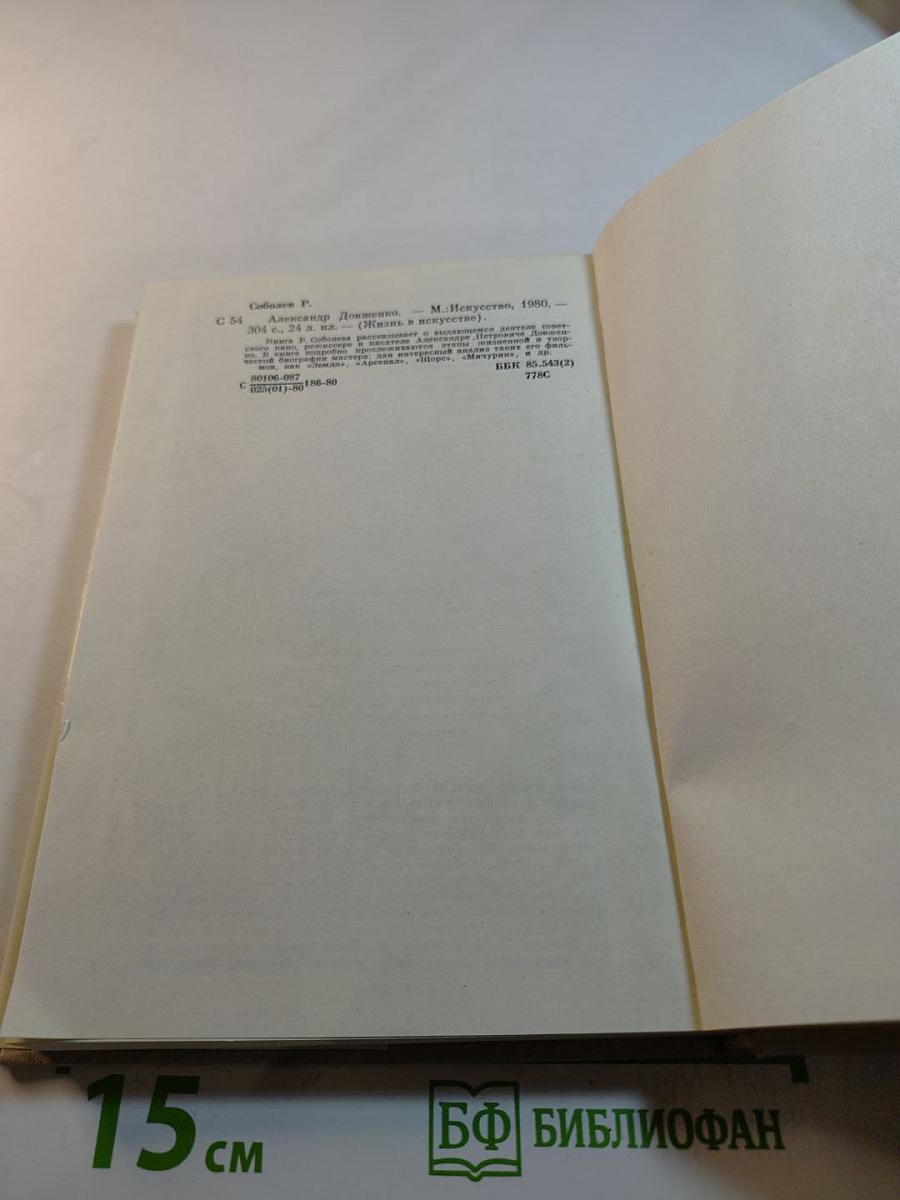 Соболев Р.
С 54 Александр Довженко. — М.:Искусство, 1980, —
304 с., 24 л. ил. — (Жизнь в искусстве).
Книга Р. Соболева рассказывает о выдающемся деятеле совет-
ского кино, режиссере и писателе Александре Петровиче Довжен-
ко. В книге подробно прослеживаются этапы жизненной и твор-
ческой биографии мастера; дан интересный анализ таких его филь-
мов, как «Земля», «Арсенал», «Щорс», «Мичурин», и др.
С 80106-087
025(01)-80 186-80
ББК 85.543(2)
778С
15 см
БФ БИБЛИОФАН